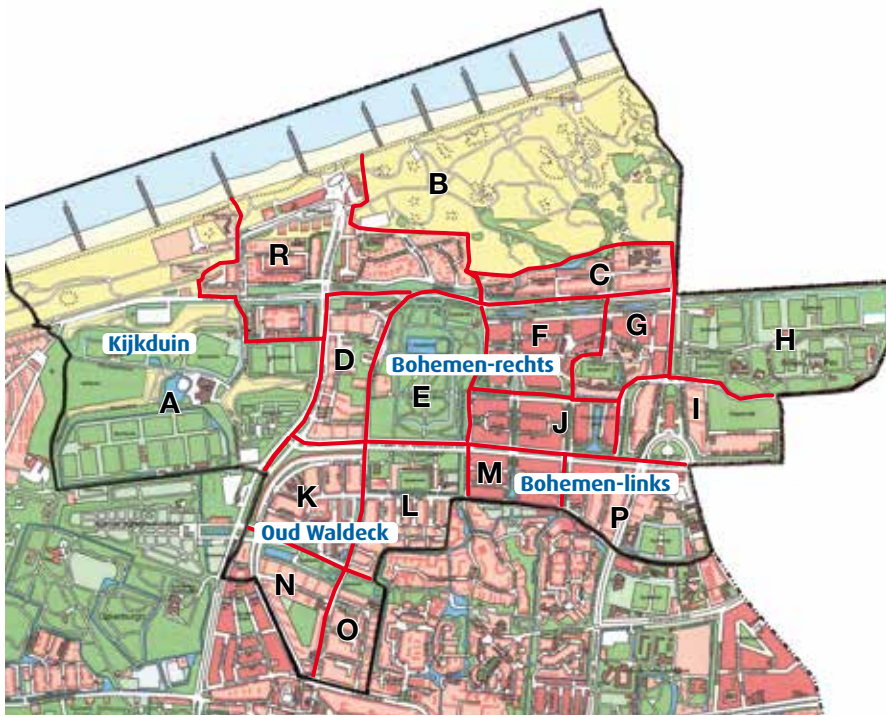 B
R
C
F
G
H
Kijkduin
D
Bohemen-rechts
A
E
I
J
M
Bohemen-links
K
L
P
Oud Waldeck
N
O